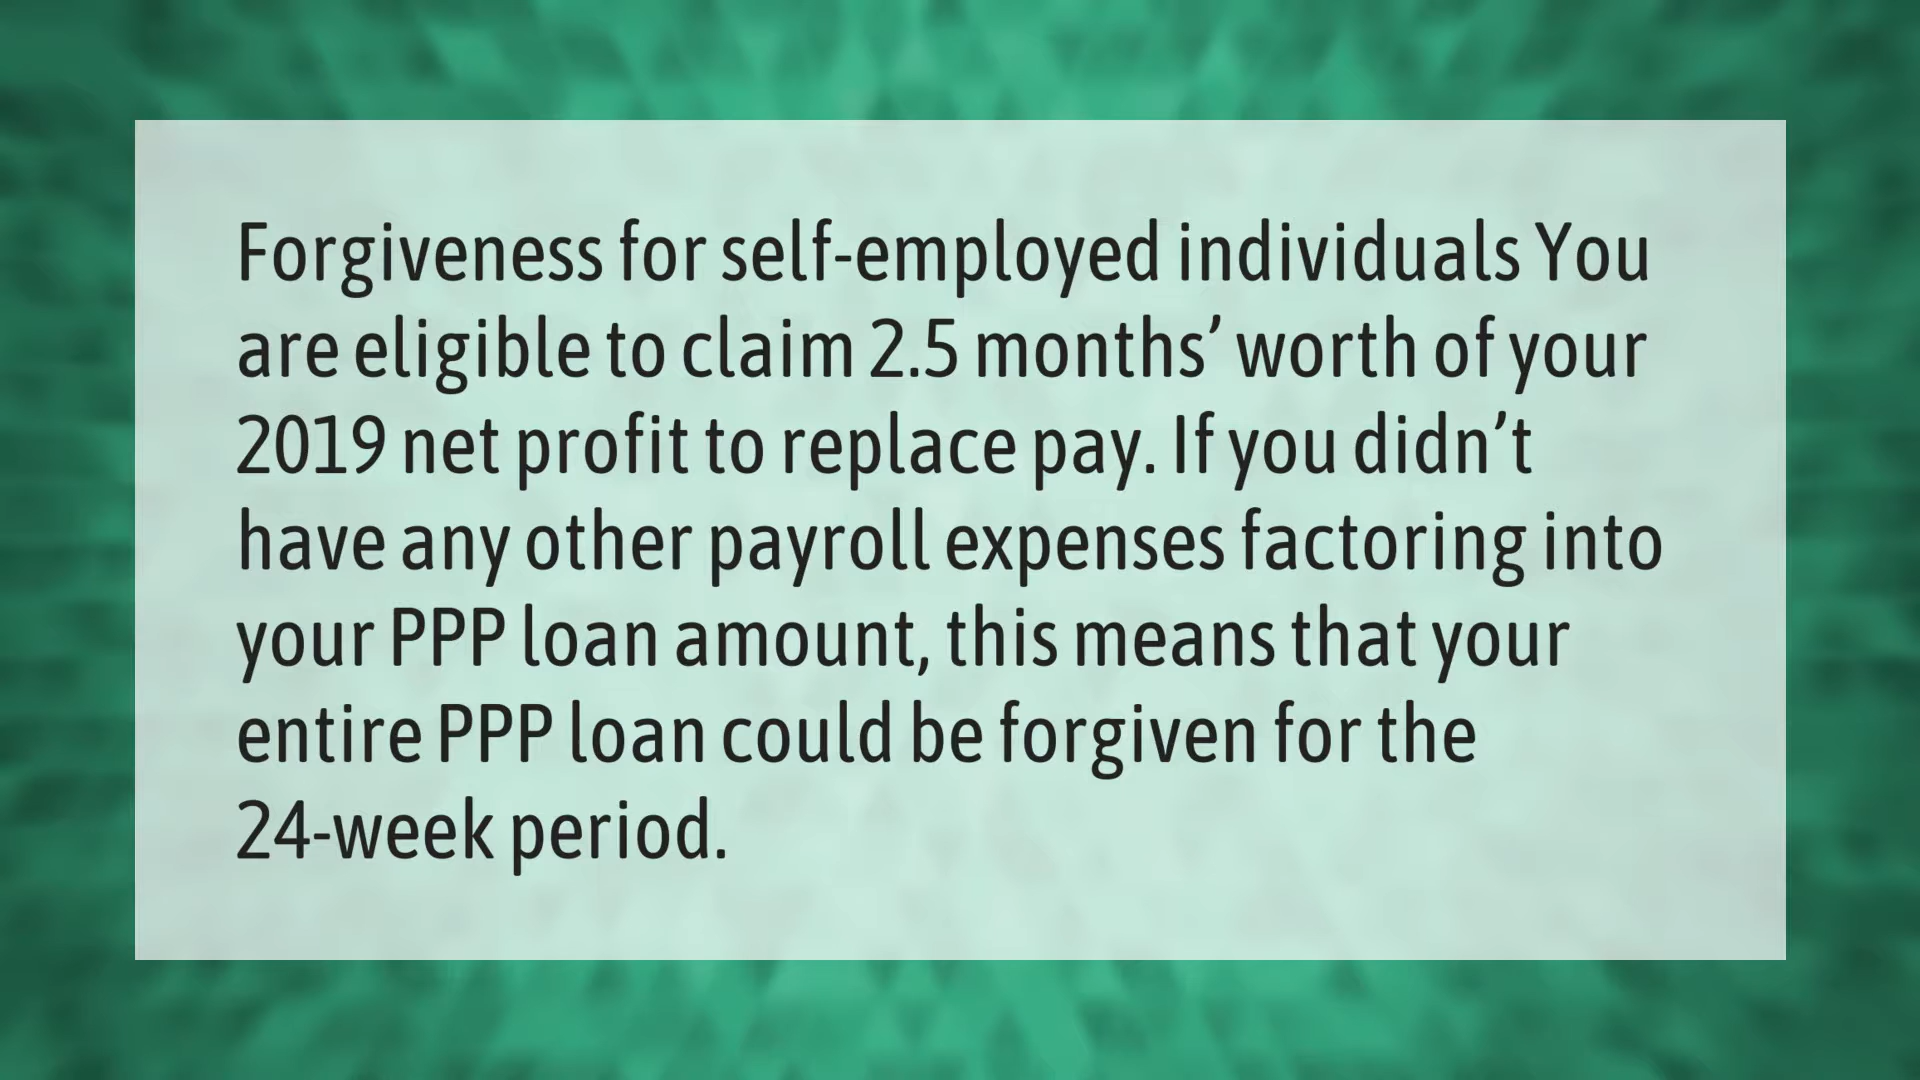 Forgiveness for self-employed individuals You
are eligible to claim 2.5 months’ worth of your
2019 net profit to replace pay. If you didn’t
have any other payroll expenses factoring into
your PPP loan amount, this means that your
entire PPP loan could be forgiven for the
24-week period.